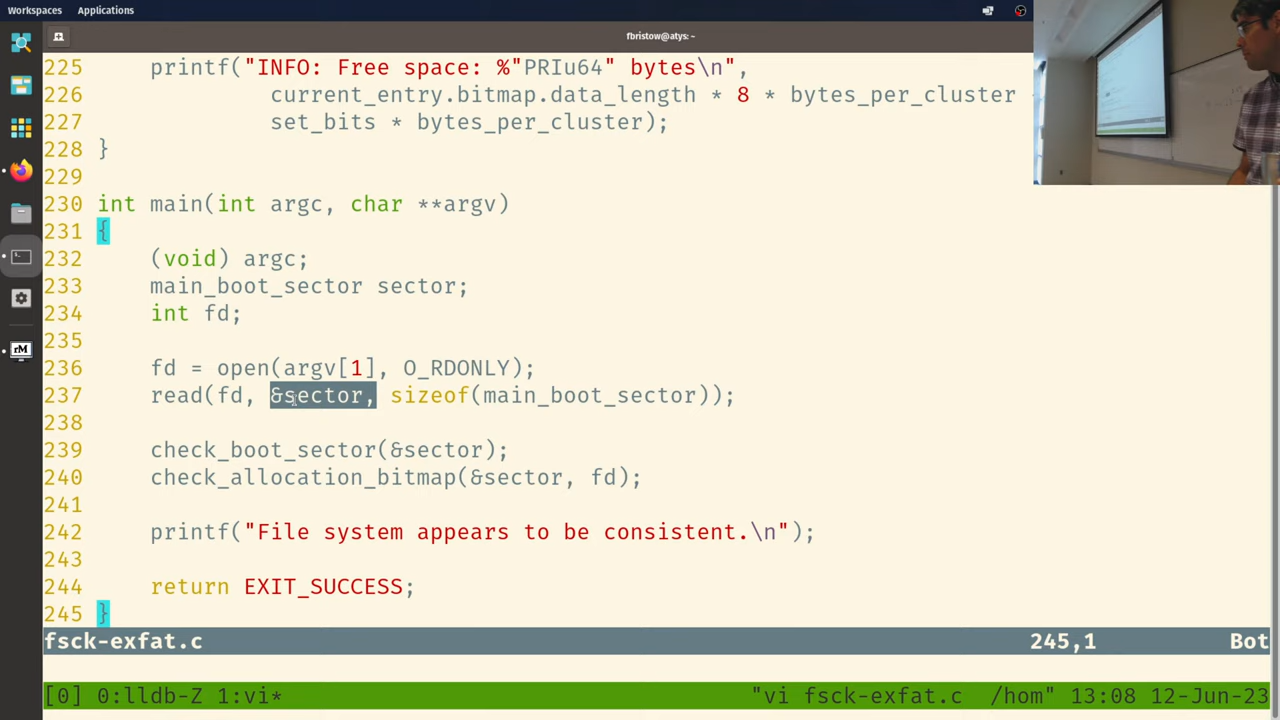 Workspaces Applications
fbristow@atys: ~
225 printf("INFO: Free space: %"PRIu64" bytes\n",
226 current_entry.bitmap.data_length * 8 * bytes_per_cluster
227 set_bits * bytes_per_cluster);
228 }
229
230 int main(int argc, char **argv)
231 {
232 (void) argc;
233 main_boot_sector sector;
234 int fd;
235
236 fd = open(argv[1], O_RDONLY);
237 read(fd, &sector, sizeof(main_boot_sector));
238
239 check_boot_sector(&sector);
240 check_allocation_bitmap(&sector, fd);
241
242 printf("File system appears to be consistent.\n");
243
244 return EXIT_SUCCESS;
245 }
fsck-exfat.c 245,1 Bot
[0] 0:lldb-Z 1:vi* "vi fsck-exfat.c /hom" 13:08 12-Jun-23
rM